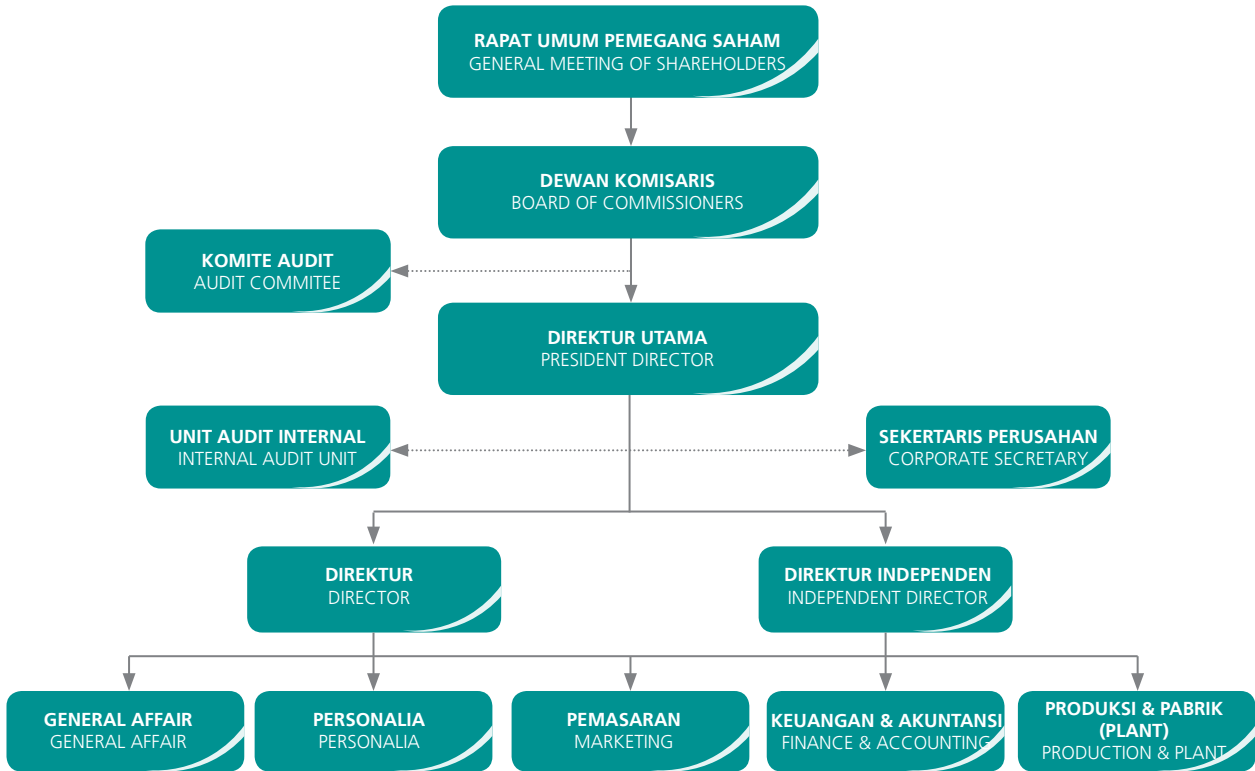 RAPAT UMUM PEMEGANG SAHAM
GENERAL MEETING OF SHAREHOLDERS
DEWAN KOMISARIS
BOARD OF COMMISSIONERS
KOMITE AUDIT
AUDIT COMMITEE
DIREKTUR UTAMA
PRESIDENT DIRECTOR
UNIT AUDIT INTERNAL
INTERNAL AUDIT UNIT
SEKERTARIS PERUSAHAN
CORPORATE SECRETARY
DIREKTUR
DIRECTOR
DIREKTUR INDEPENDEN
INDEPENDENT DIRECTOR
GENERAL AFFAIR
GENERAL AFFAIR
PERSONALIA
PERSONALIA
PEMASARAN
MARKETING
KEUANGAN & AKUNTANSI
FINANCE & ACCOUNTING
PRODUKSI & PABRIK
(PLANT)
PRODUCTION & PLANT